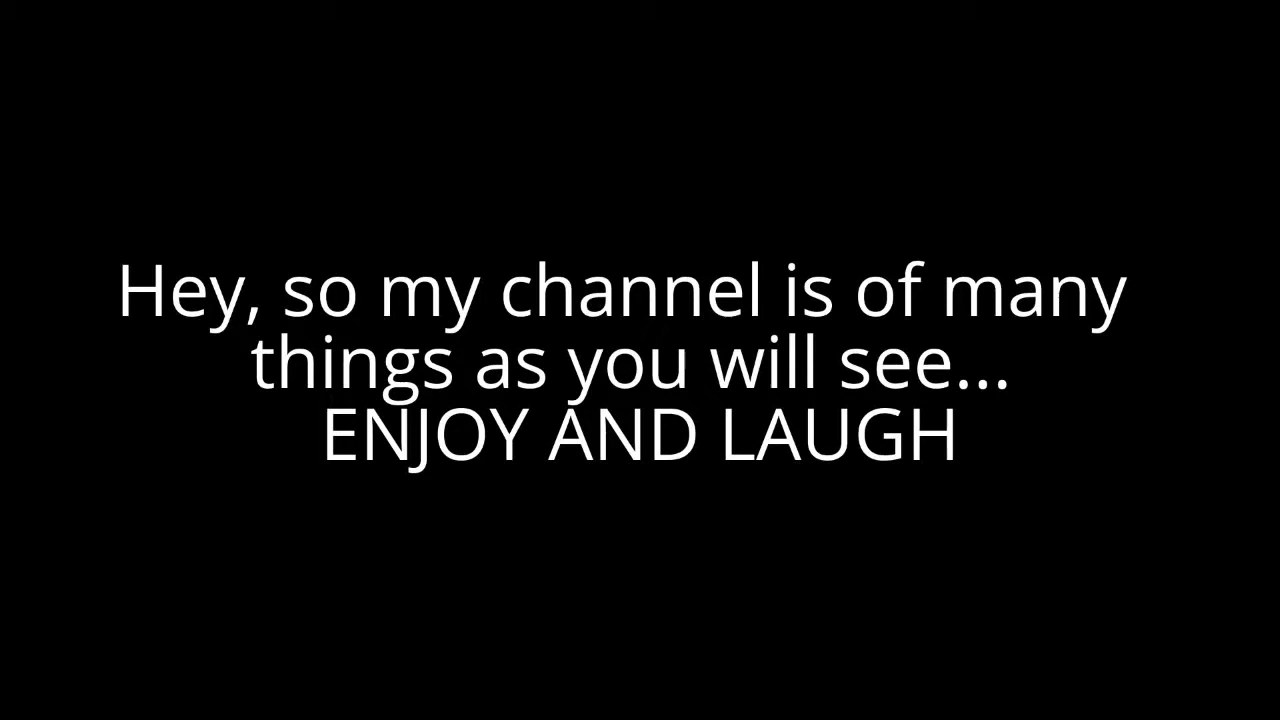 Hey, so my channel is of many
things as you will see...
ENJOY AND LAUGH